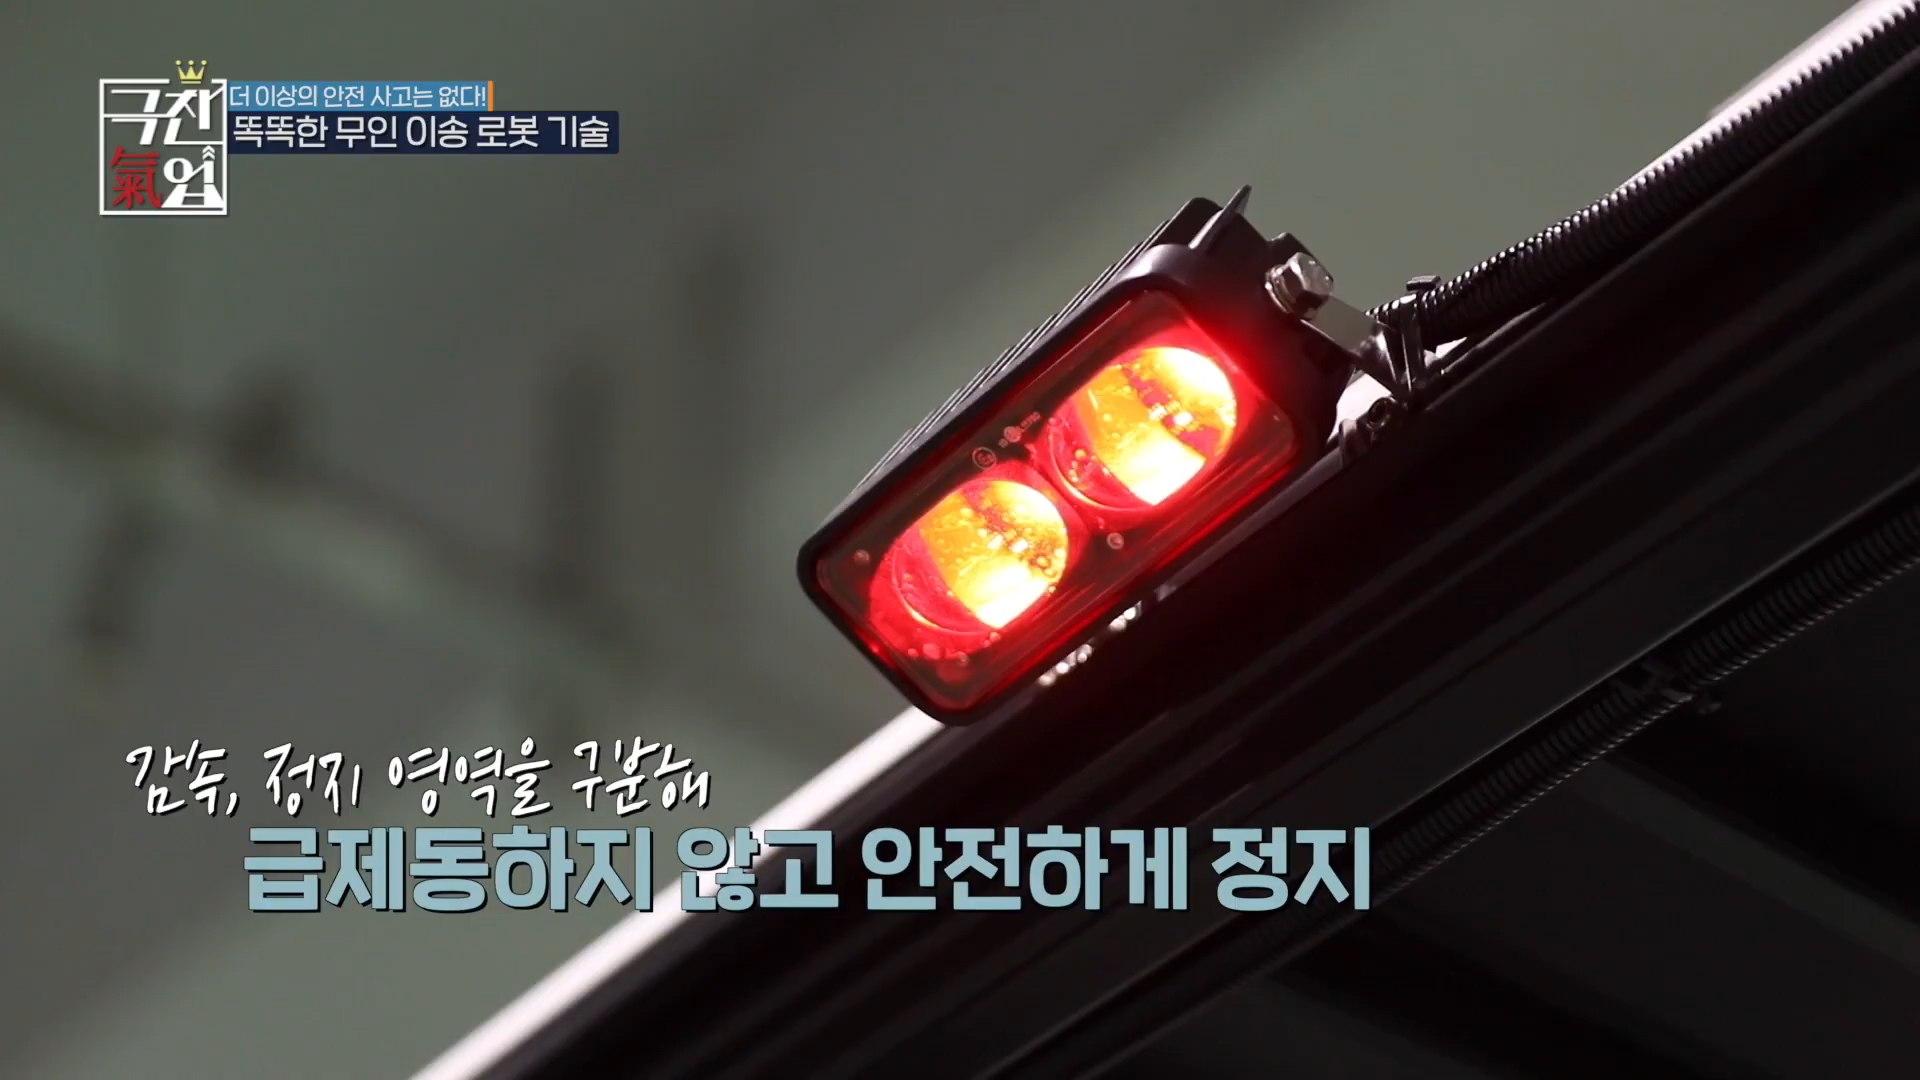 극찬
氣업
더 이상의 안전 사고는 없다!
똑똑한 무인 이송 로봇 기술
감속, 정지 영역을 구분해
급제동하지 않고 안전하게 정지